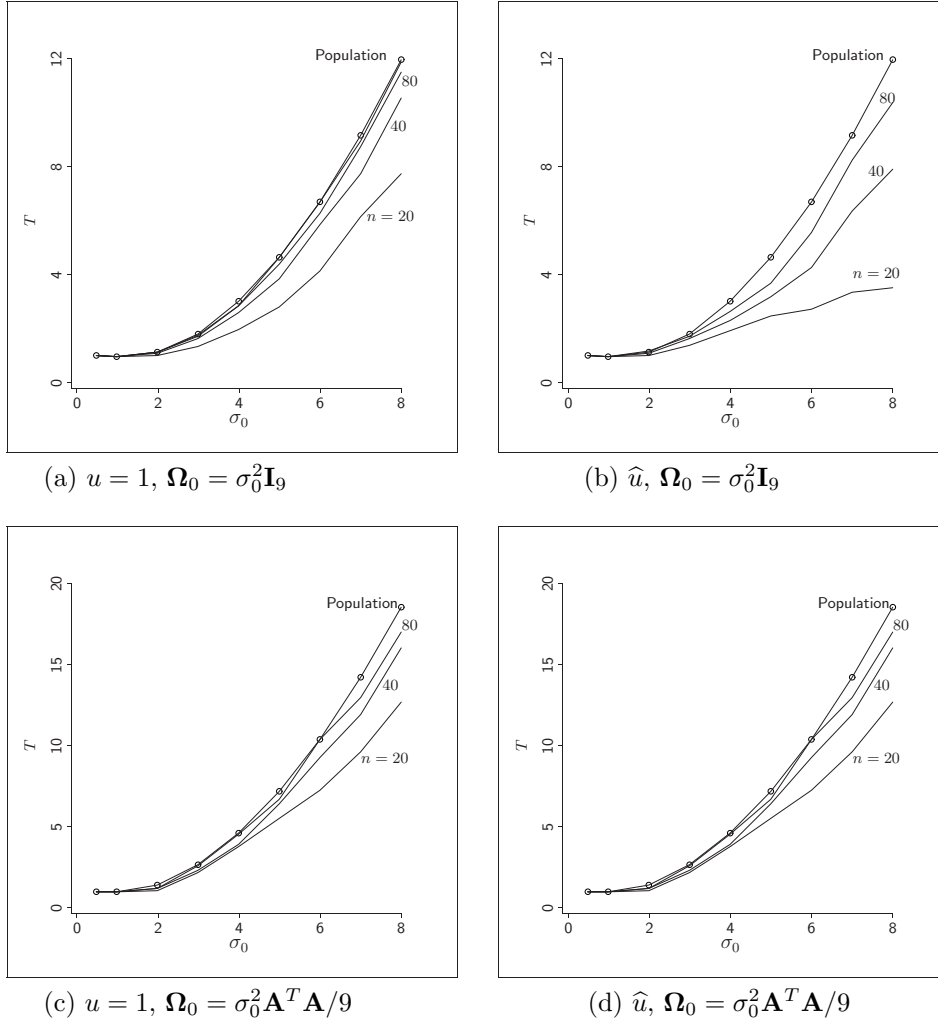 Population
12
80
40
8
n = 20
T
4
0
0 2 4 6 8
σ₀
(a) u = 1, Ω₀ = σ₀²I₉
Population
12
80
8
40
T
n = 20
4
0
0 2 4 6 8
σ₀
(b) û, Ω₀ = σ₀²I₉
20
Population
80
15
40
T
10
n = 20
5
0
0 2 4 6 8
σ₀
(c) u = 1, Ω₀ = σ₀²AᵀA/9
20
Population
80
15
40
T
10
n = 20
5
0
0 2 4 6 8
σ₀
(d) û, Ω₀ = σ₀²AᵀA/9